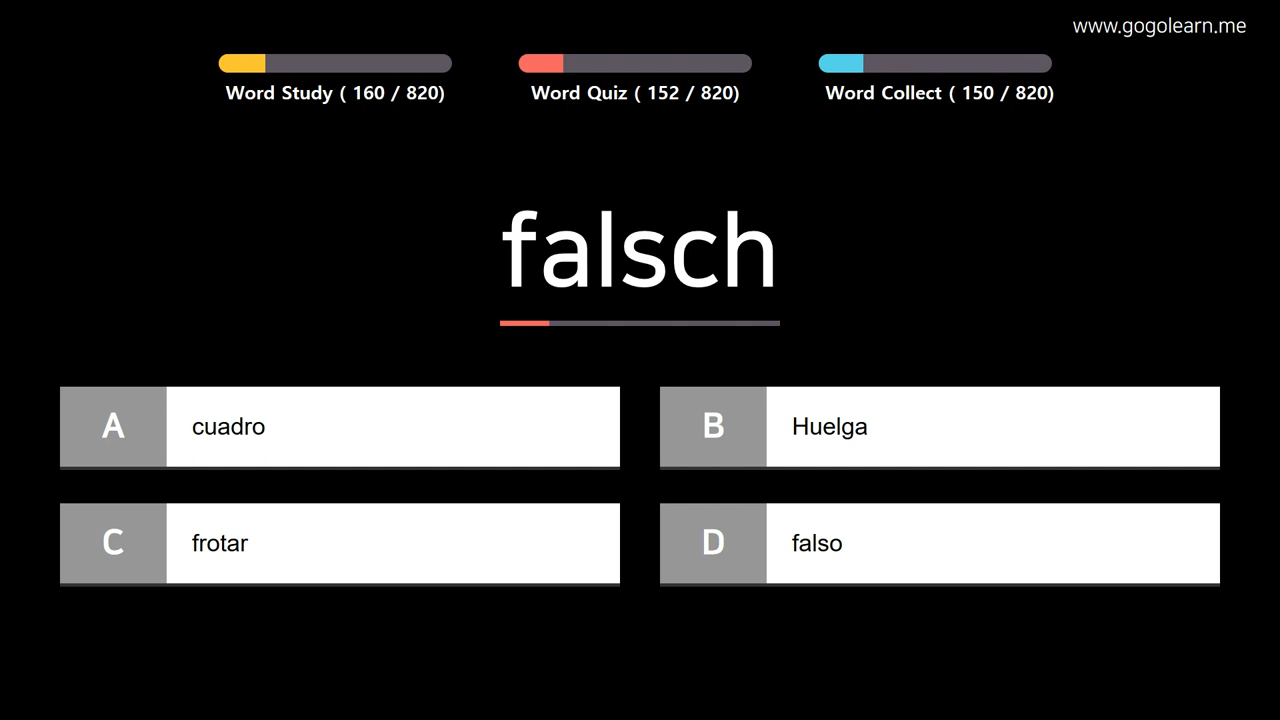 www.gogolearn.me
Word Study ( 160 / 820)
Word Quiz ( 152 / 820)
Word Collect ( 150 / 820)
falsch
A
cuadro
B
Huelga
C
frotar
D
falso